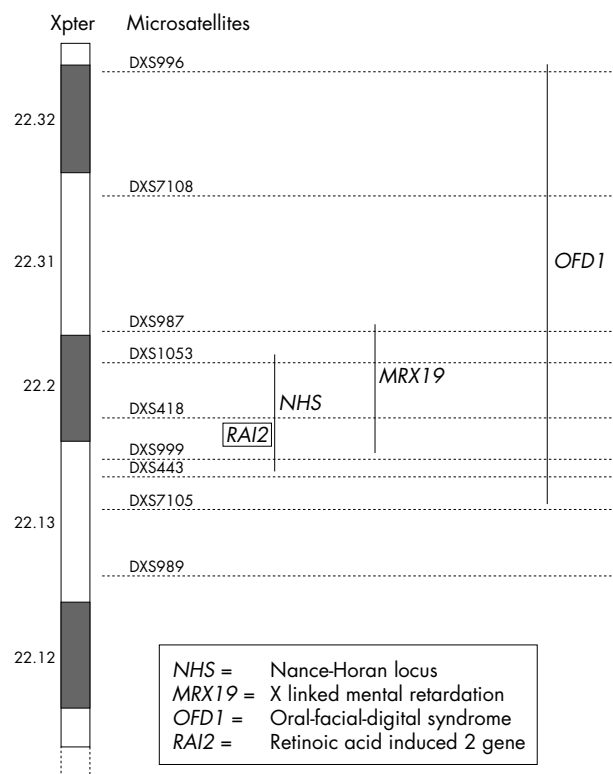 Xpter Microsatellites
DXS996
22.32
DXS7108
22.31
OFD1
DXS987
DXS1053
22.2
MRX19
NHS
DXS418
RAI2
DXS999
DXS443
DXS7105
22.13
DXS989
22.12
NHS = Nance-Horan locus
MRX19 = X linked mental retardation
OFD1 = Oral-facial-digital syndrome
RAI2 = Retinoic acid induced 2 gene